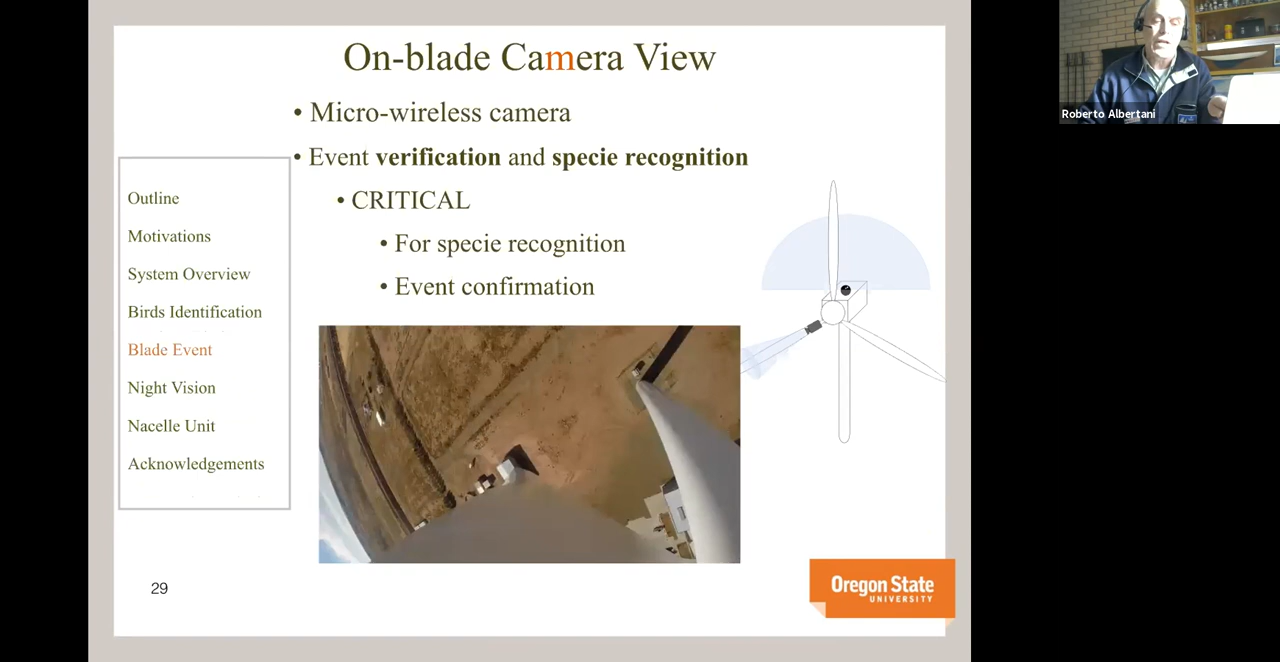 On-blade Camera View
• Micro-wireless camera
• Event verification and specie recognition
• CRITICAL
• For specie recognition
• Event confirmation
Outline
Motivations
System Overview
Birds Identification
Blade Event
Night Vision
Nacelle Unit
Acknowledgements
29
Oregon State
UNIVERSITY
Roberto Albertani